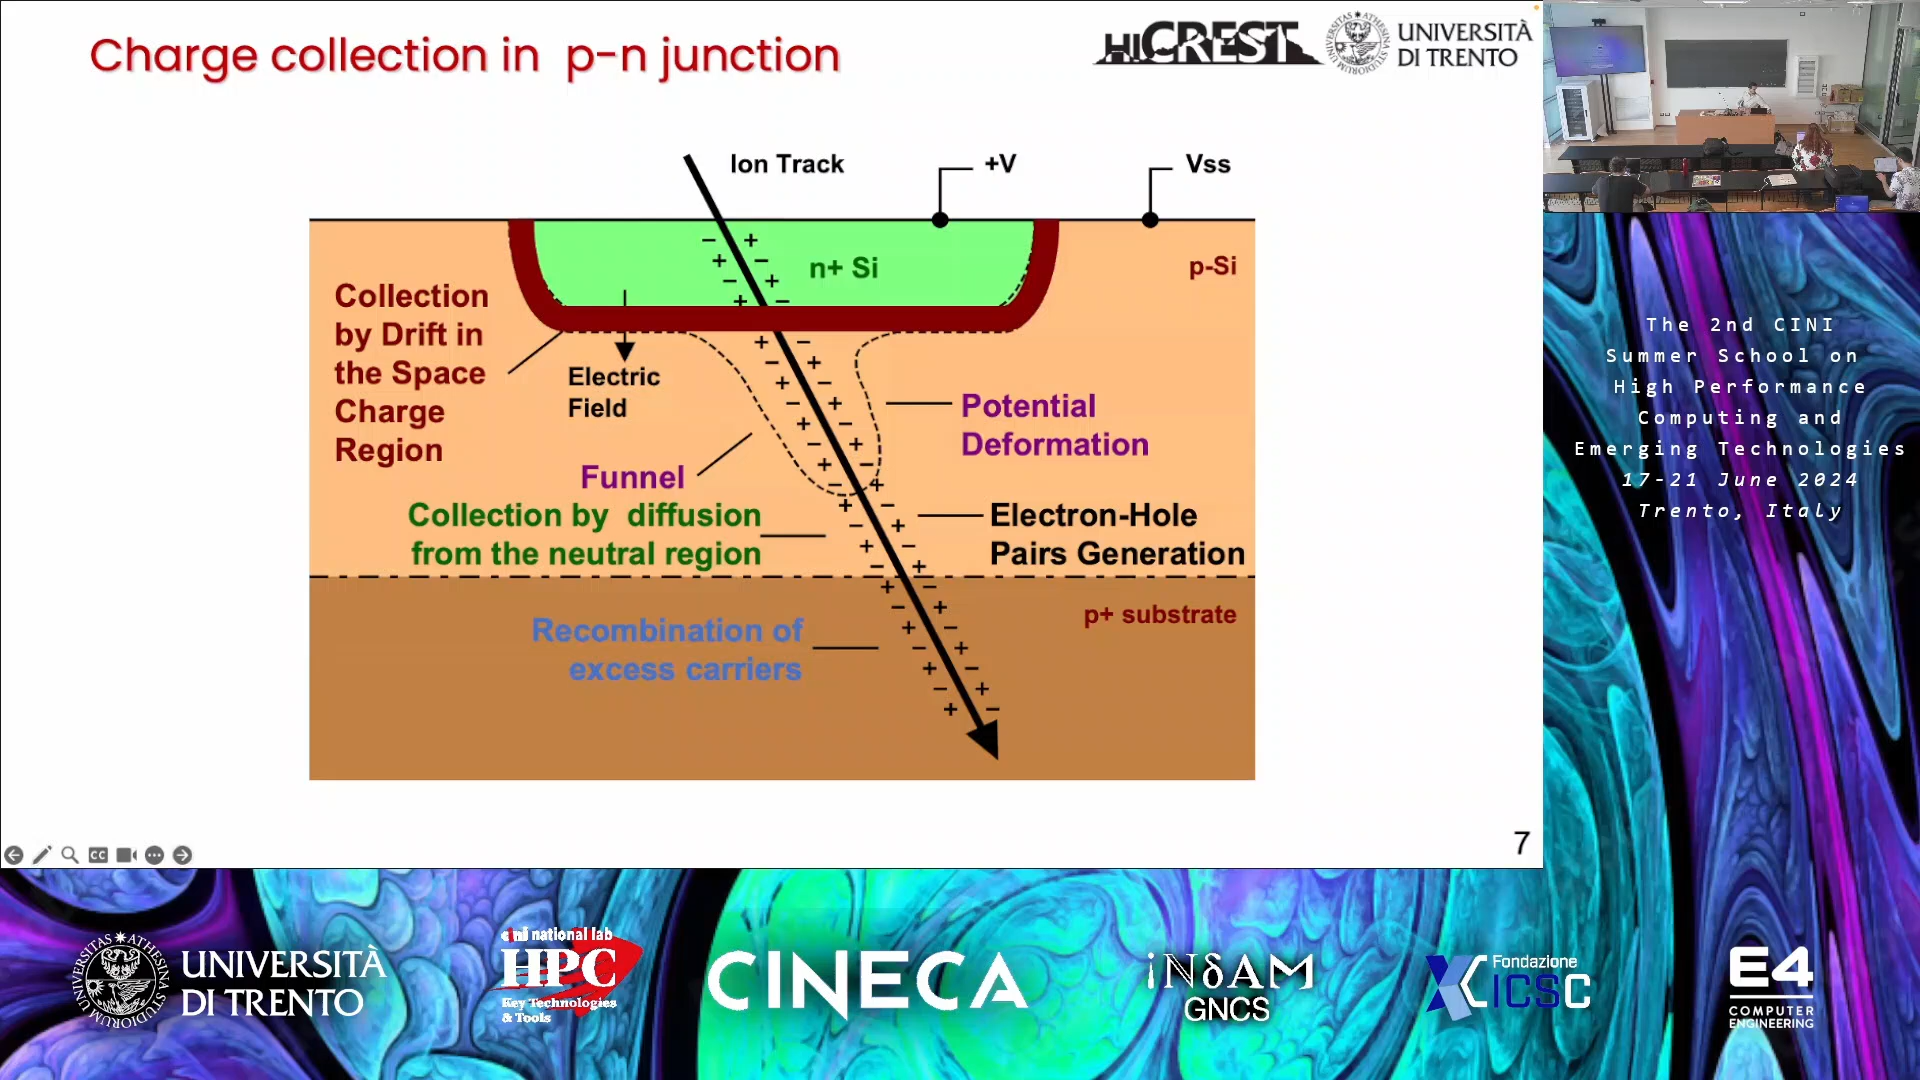 Charge collection in p-n junction
HiCREST
UNIVERSITÀ
DI TRENTO
Ion Track
+V
Vss
n+ Si
p-Si
Collection
by Drift in
the Space
Charge
Region
Electric
Field
Potential
Deformation
Funnel
Collection by diffusion
from the neutral region
Electron-Hole
Pairs Generation
p+ substrate
Recombination of
excess carriers
7
CC
The 2nd CINI
Summer School on
High Performance
Computing and
Emerging Technologies
17-21 June 2024
Trento, Italy
UNIVERSITÀ
DI TRENTO
cini national lab
HPC
Key Technologies
& Tools
CINECA
iNδAM
GNCS
Fondazione
ICSC
E4
COMPUTER
ENGINEERING